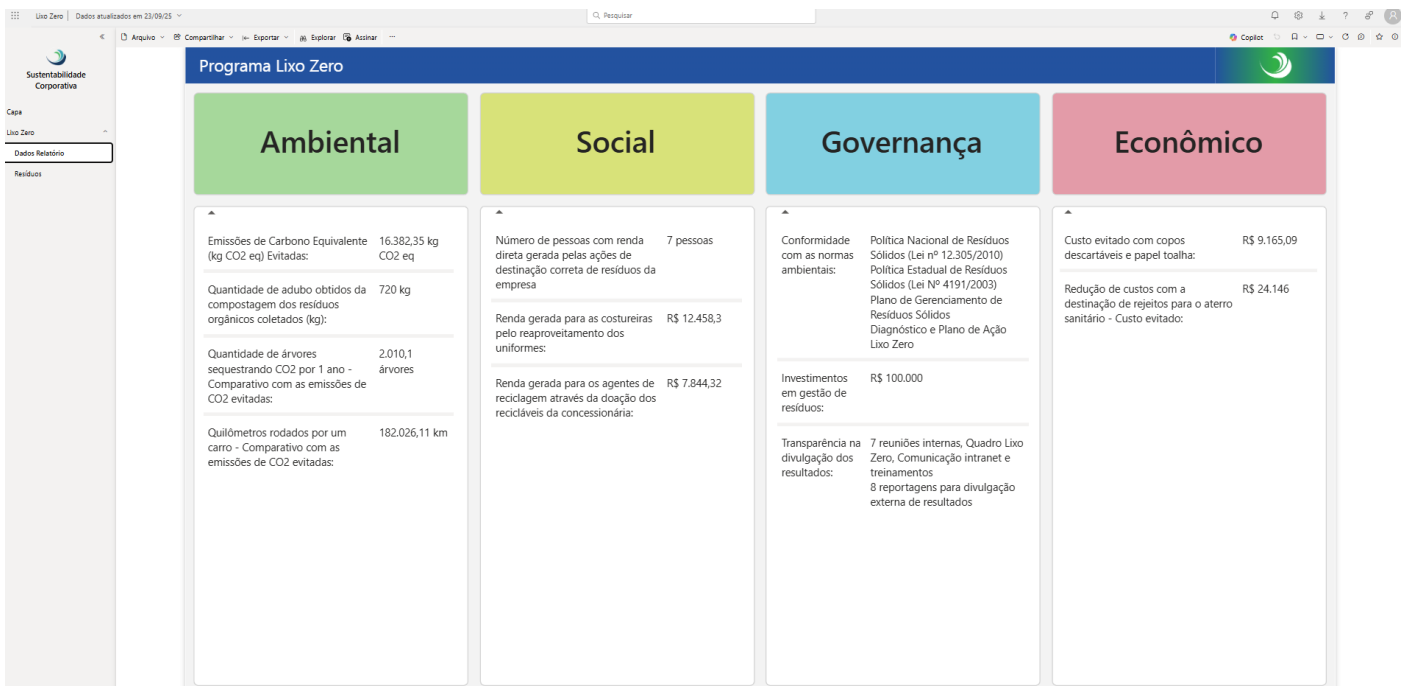 Lixo Zero | Dados atualizados em 23/09/25
Pesquisar
Arquivo
Compartilhar
Exportar
Explorar
Assinar
Copilot
Sustentabilidade
Corporativa
Capa
Lixo Zero
Dados Relatório
Resíduos
Programa Lixo Zero
Ambiental
Emissões de Carbono Equivalente 16.382,35 kg
(kg CO2 eq) Evitadas: CO2 eq
Quantidade de adubo obtidos da 720 kg
compostagem dos resíduos
orgânicos coletados (kg):
Quantidade de árvores 2.010,1
sequestrando CO2 por 1 ano - árvores
Comparativo com as emissões de
CO2 evitadas:
Quilômetros rodados por um 182.026,11 km
carro - Comparativo com as
emissões de CO2 evitadas:
Social
Número de pessoas com renda 7 pessoas
direta gerada pelas ações de
destinação correta de resíduos da
empresa
Renda gerada para as costureiras R$ 12.458,3
pelo reaproveitamento dos
uniformes:
Renda gerada para os agentes de R$ 7.844,32
reciclagem através da doação dos
recicláveis da concessionária:
Governança
Conformidade Política Nacional de Resíduos
com as normas Sólidos (Lei nº 12.305/2010)
ambientais: Política Estadual de Resíduos
Sólidos (Lei Nº 4191/2003)
Plano de Gerenciamento de
Resíduos Sólidos
Diagnóstico e Plano de Ação
Lixo Zero
Investimentos R$ 100.000
em gestão de
resíduos:
Transparência na 7 reuniões internas, Quadro Lixo
divulgação dos Zero, Comunicação intranet e
resultados: treinamentos
8 reportagens para divulgação
externa de resultados
Econômico
Custo evitado com copos R$ 9.165,09
descartáveis e papel toalha:
Redução de custos com a R$ 24.146
destinação de rejeitos para o aterro
sanitário - Custo evitado: